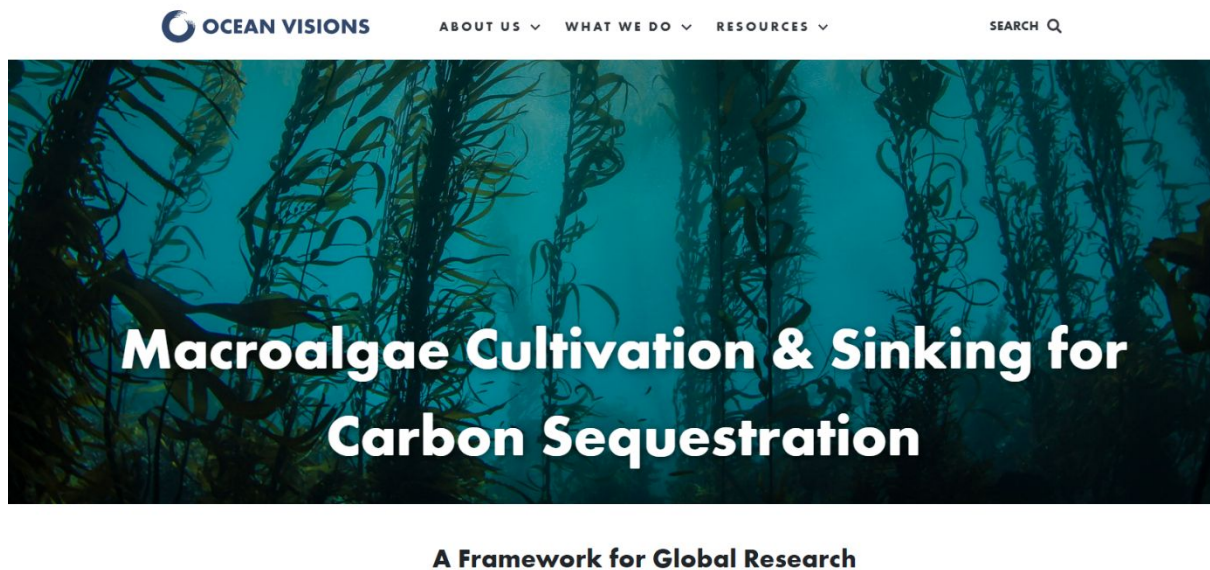 OCEAN VISIONS ABOUT US WHAT WE DO RESOURCES SEARCH
Macroalgae Cultivation & Sinking for
Carbon Sequestration
A Framework for Global Research